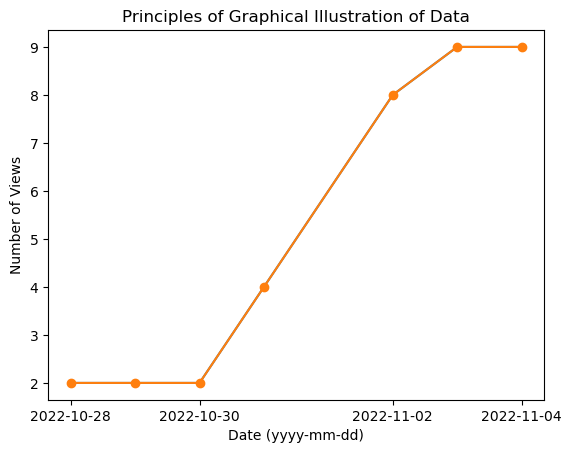 Principles of Graphical Illustration of Data
9
8
7
6
5
4
3
2
Number of Views
2022-10-28 2022-10-30 2022-11-02 2022-11-04
Date (yyyy-mm-dd)